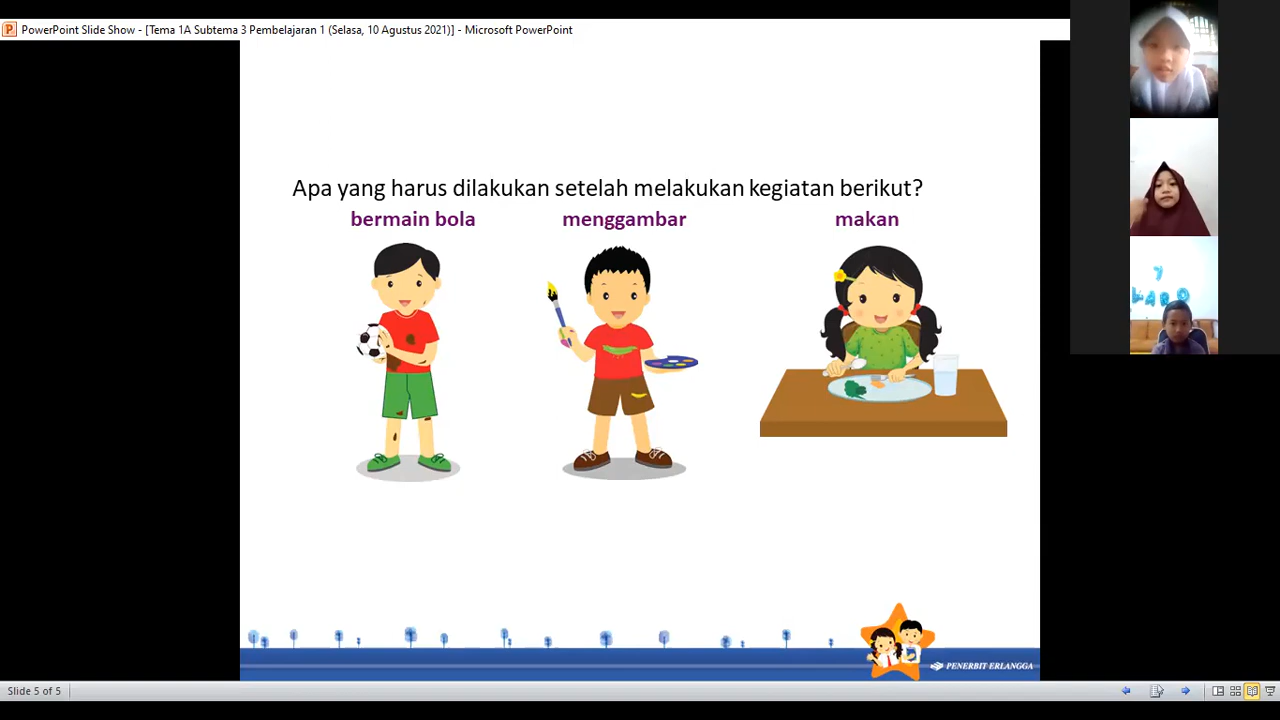 PowerPoint Slide Show - [Tema 1A Subtema 3 Pembelajaran 1 (Selasa, 10 Agustus 2021)] - Microsoft PowerPoint
Apa yang harus dilakukan setelah melakukan kegiatan berikut?
bermain bola
menggambar
makan
PENERBIT ERLANGGA
Slide 5 of 5